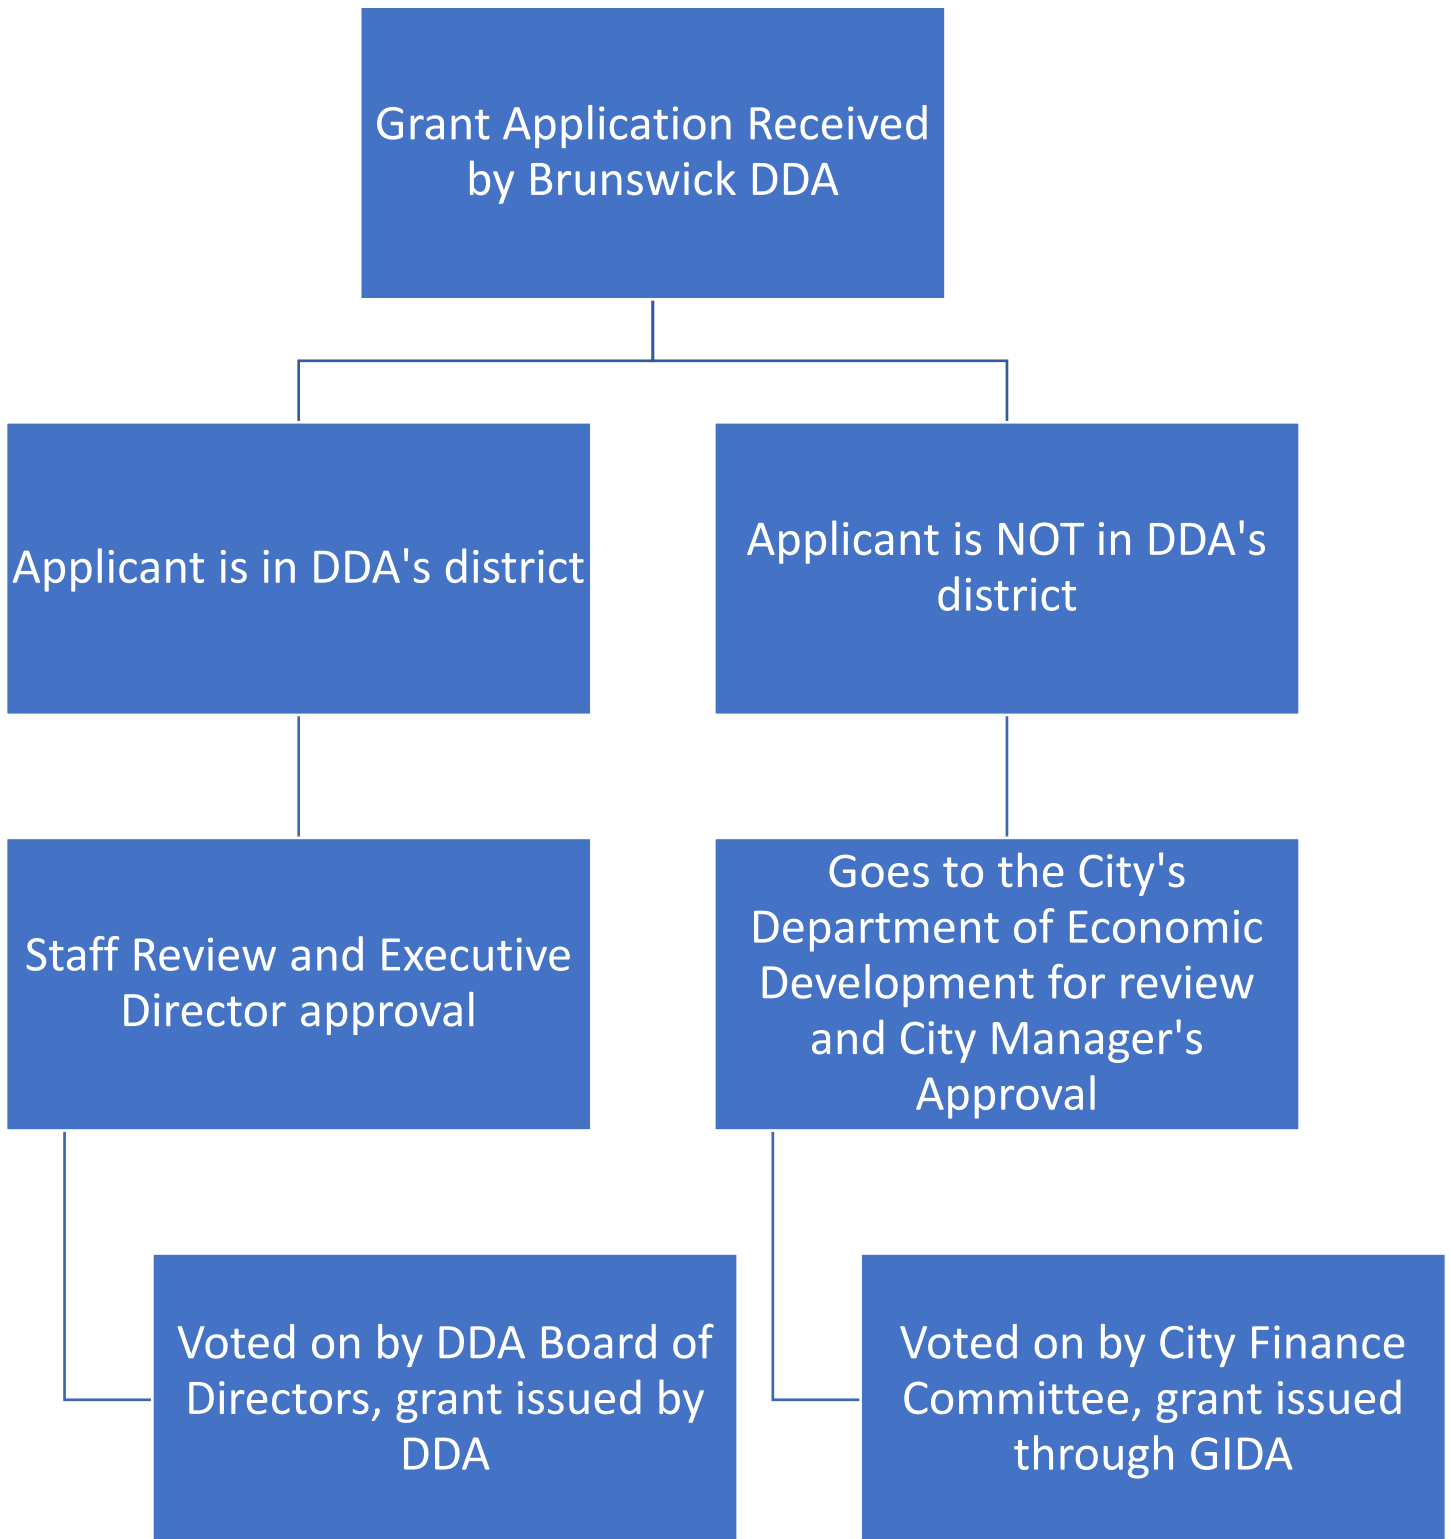 Grant Application Received
by Brunswick DDA
Applicant is in DDA's district
Applicant is NOT in DDA's
district
Staff Review and Executive
Director approval
Goes to the City's
Department of Economic
Development for review
and City Manager's
Approval
Voted on by DDA Board of
Directors, grant issued by
DDA
Voted on by City Finance
Committee, grant issued
through GIDA